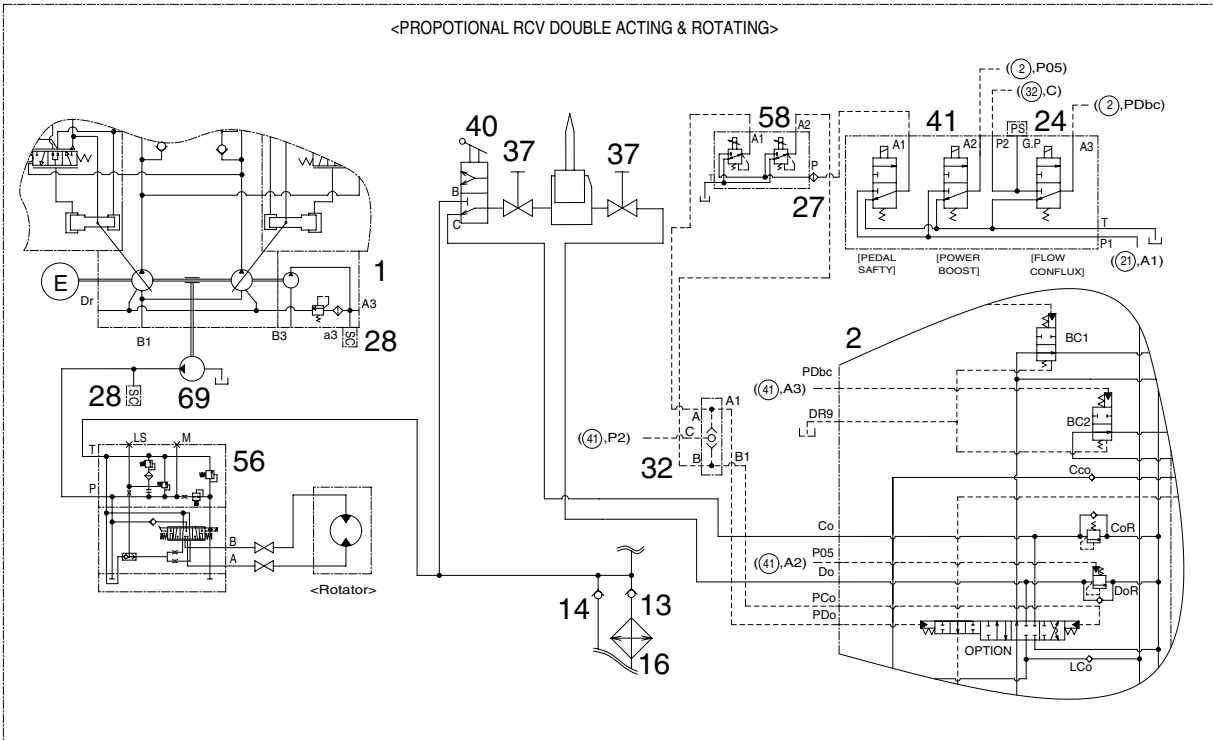 <PROPOTIONAL RCV DOUBLE ACTING & ROTATING>
(2,P05)
(32,C)
(2,PDbc)
40
37
37
58
A1
A2
P
T
27
41
PS
24
A1
A2
P2
G.P
A3
T
P1
(21,A1)
[PEDAL SAFTY]
[POWER BOOST]
[FLOW CONFLUX]
B
C
E
1
Dr
A3
B1
B3
a3
SC
28
28
SC
69
LS
M
T
P
56
B
A
<Rotator>
2
BC1
PDbc
(41,A3)
DR9
BC2
Cco
A1
A
C
(41,P2)
B
B1
32
Co
CoR
P05
(41,A2)
Do
DoR
PCo
PDo
OPTION
LCo
14
13
16